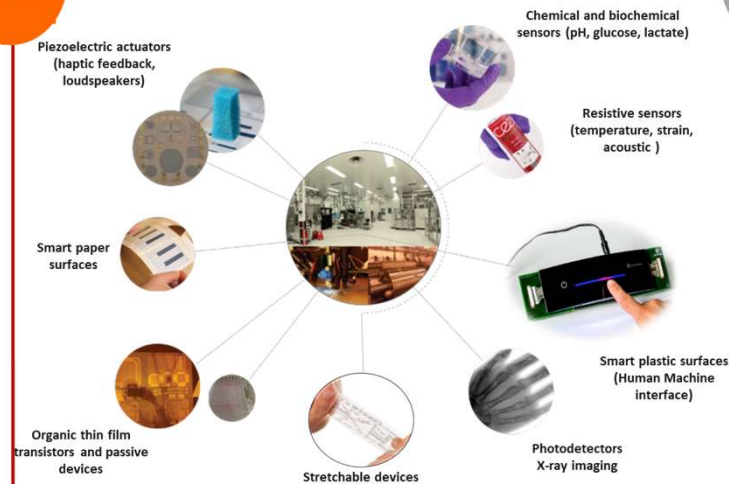 Piezoelectric actuators
(haptic feedback,
loudspeakers)
Chemical and biochemical
sensors (pH, glucose, lactate)
Resistive sensors
(temperature, strain,
acoustic )
Smart paper
surfaces
Smart plastic surfaces
(Human Machine
interface)
Organic thin film
transistors and passive
devices
Stretchable devices
Photodetectors
X-ray imaging